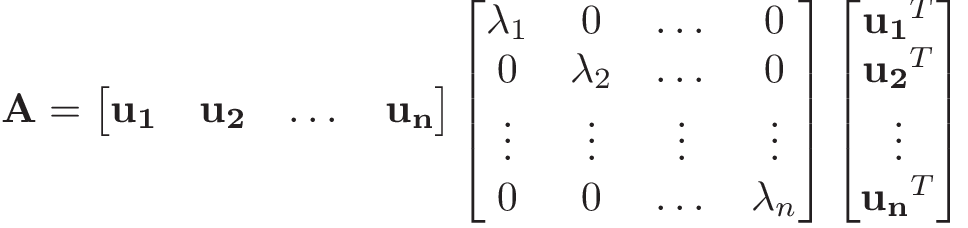 𝐀 = [𝐮₁ 𝐮₂ … 𝐮ₙ] [λ₁ 0 … 0; 0 λ₂ … 0; ⋮ ⋮ ⋮ ⋮; 0 0 … λₙ] [𝐮₁ᵀ; 𝐮₂ᵀ; ⋮; 𝐮ₙᵀ]